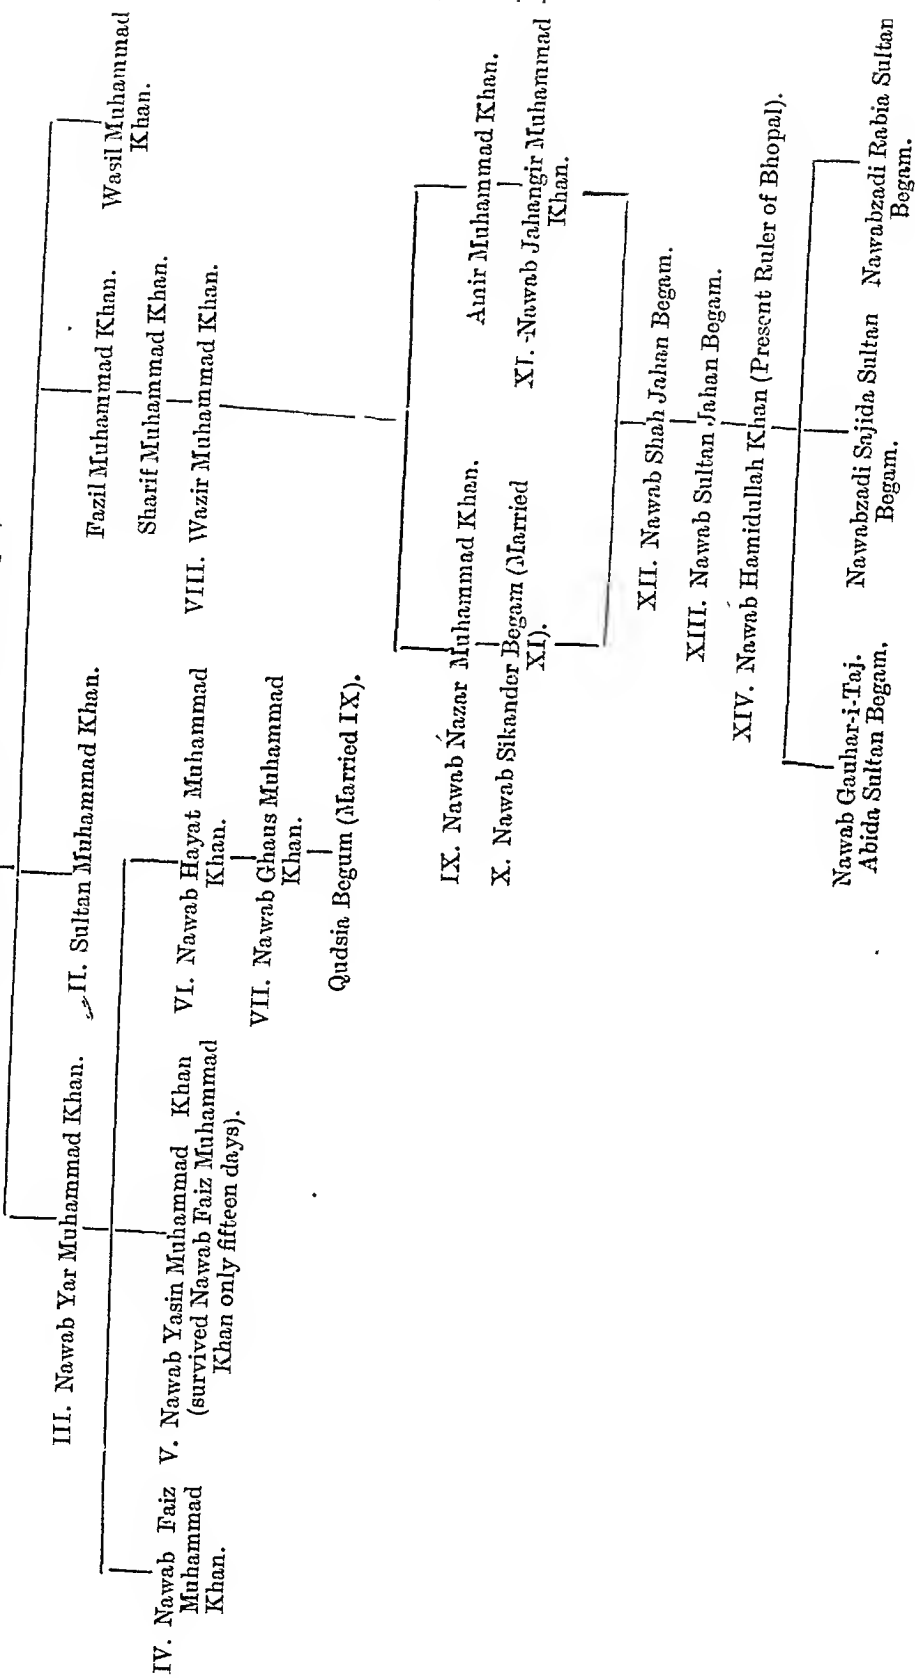 III. Nawab Yar Muhammad Khan.
II. Sultan Muhammad Khan.
Fazil Muhammad Khan.
Wasil Muhammad
Khan.
Sharif Muhammad Khan.
VIII. Wazir Muhammad Khan.
IV. Nawab Faiz
Muhammad
Khan.
V. Nawab Yasin Muhammad Khan
(survived Nawab Faiz Muhammad
Khan only fifteen days).
VI. Nawab Hayat Muhammad
Khan.
VII. Nawab Ghaus Muhammad
Khan.
Qudsia Begum (Married IX).
IX. Nawab Nazar Muhammad Khan.
Amir Muhammad Khan.
X. Nawab Sikander Begam (Married
XI).
XI. Nawab Jahangir Muhammad
Khan.
XII. Nawab Shah Jahan Begam.
XIII. Nawab Sultan Jahan Begam.
XIV. Nawab Hamidullah Khan (Present Ruler of Bhopal).
Nawab Gauhar-i-Taj.
Abida Sultan Begam.
Nawabzadi Sajida Sultan
Begam.
Nawabzadi Rabia Sultan
Begam.